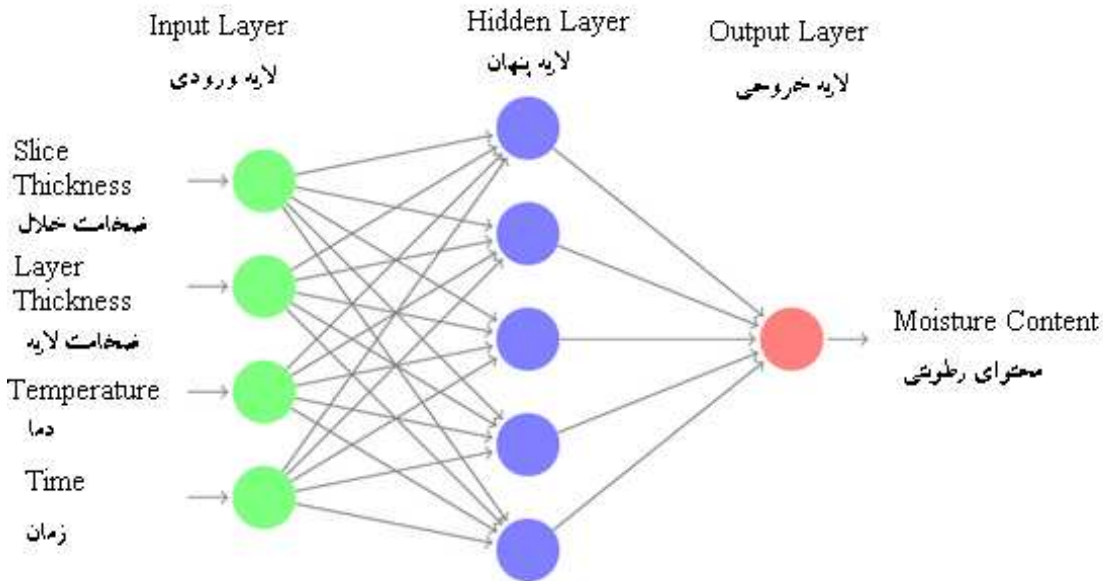 Input Layer
لایه ورودی
Hidden Layer
لایه پنهان
Output Layer
لایه خروجی
Slice
Thickness
ضخامت خلال
Layer
Thickness
ضخامت لایه
Temperature
دما
Time
زمان
Moisture Content
محتوای رطوبتی